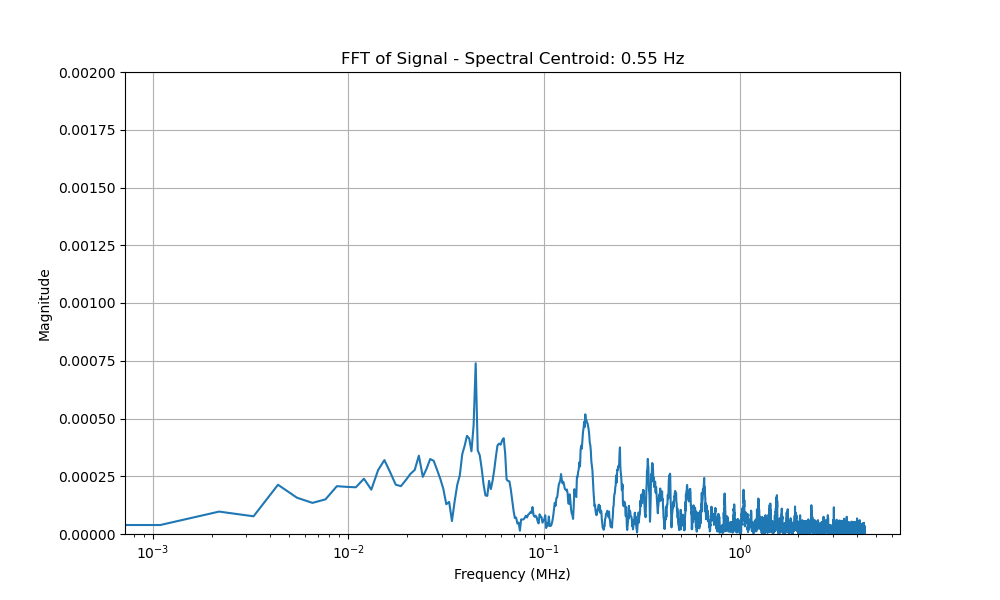 FFT of Signal - Spectral Centroid: 0.55 Hz
0.00200
0.00175
0.00150
0.00125
0.00100
0.00075
0.00050
0.00025
0.00000
Magnitude
10⁻³ 10⁻² 10⁻¹ 10⁰
Frequency (MHz)